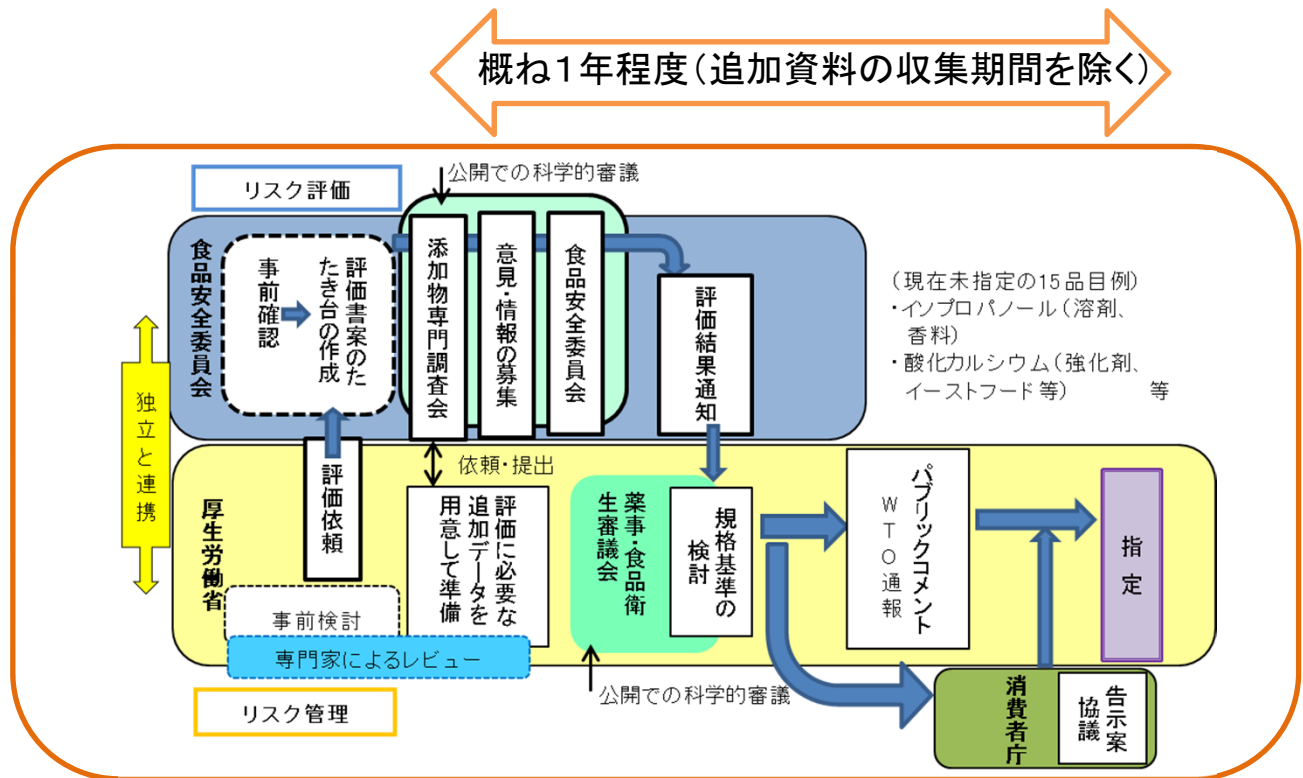 概ね1年程度(追加資料の収集期間を除く)
公開での科学的審議
リスク評価
食品安全委員会
事前確認
評価書案のた
たき台の作成
添加物専門調査会
意見・情報の募集
食品安全委員会
評価結果通知
(現在未指定の15品目例)
・イソプロパノール(溶剤、
香料)
・酸化カルシウム(強化剤、
イーストフード等) 等
独立と連携
厚生労働省
評価依頼
依頼・提出
評価に必要な
追加データを
用意して準備
事前検討
専門家によるレビュー
薬事・食品衛
生審議会
規格基準の
検討
パブリックコメント
WTO通報
指定
公開での科学的審議
リスク管理
消費者庁
告示案
協議